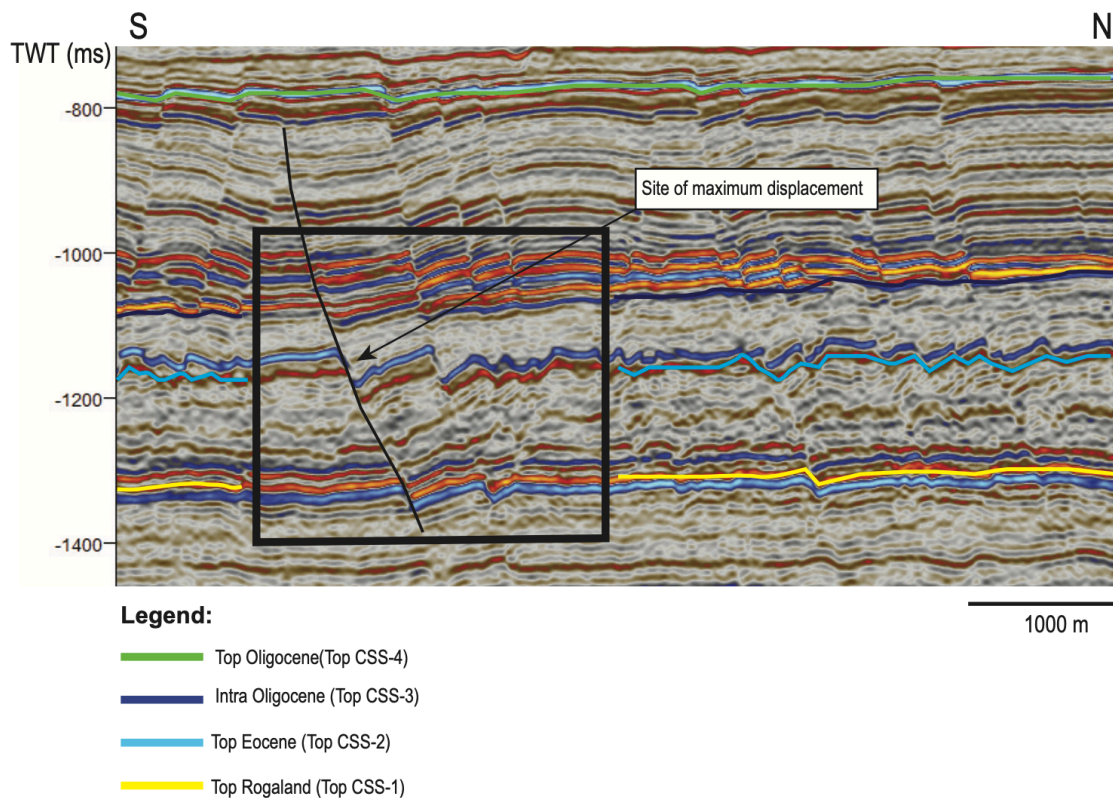 S
N
TWT (ms)
-800
Site of maximum displacement
-1000
-1200
-1400
Legend:
1000 m
Top Oligocene(Top CSS-4)
Intra Oligocene (Top CSS-3)
Top Eocene (Top CSS-2)
Top Rogaland (Top CSS-1)